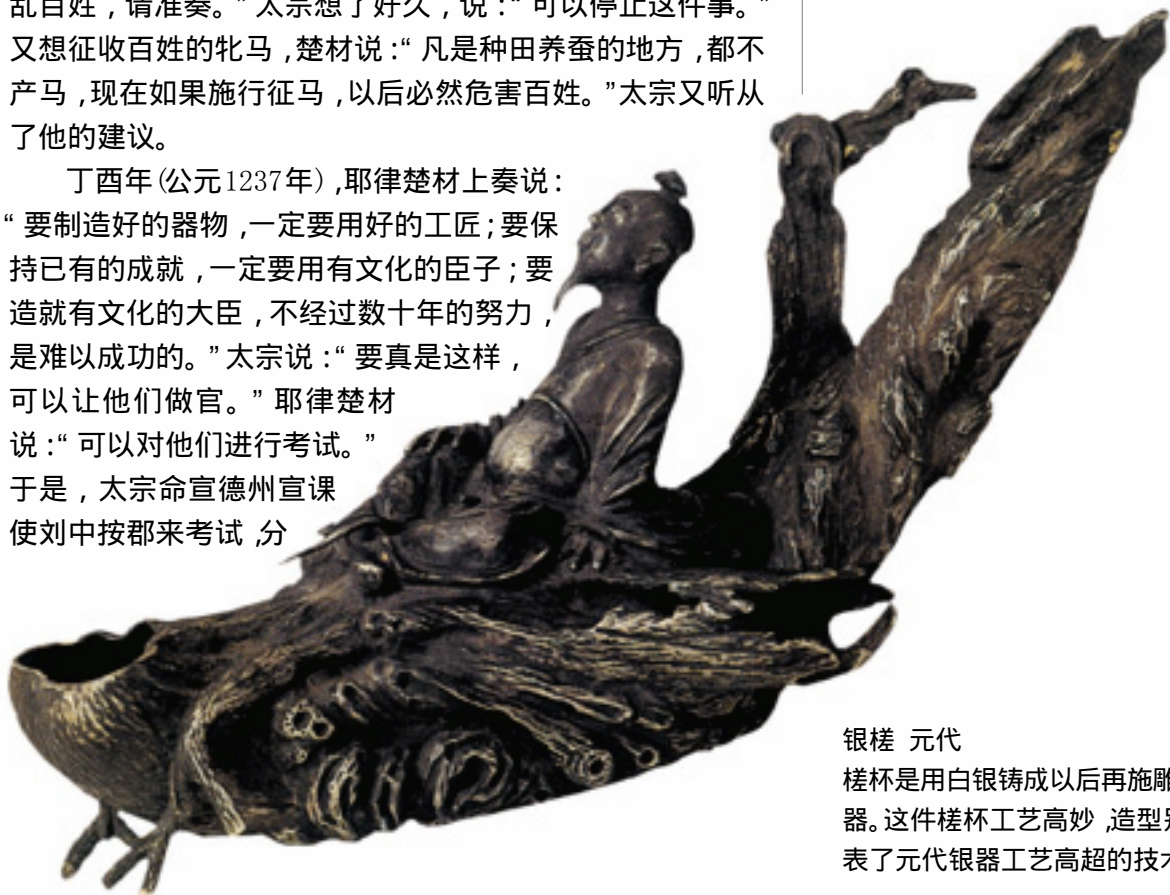 乱百姓，请准奏。”太宗想了好久，说：“可以停止这件事。”
又想征收百姓的牝马，楚材说：“凡是种田养蚕的地方，都不
产马，现在如果施行征马，以后必然危害百姓。”太宗又听从
了他的建议。
丁酉年(公元1237年)，耶律楚材上奏说：
“要制造好的器物，一定要用好的工匠；要保
持已有的成就，一定要用有文化的臣子；要
造就有文化的大臣，不经过数十年的努力，
是难以成功的。”太宗说：“要真是这样，
可以让他们做官。”耶律楚材
说：“可以对他们进行考试。”
于是，太宗命宣德州宣课
使刘中按郡来考试，分
银槎 元代
槎杯是用白银铸成以后再施雕
器。这件槎杯工艺高妙，造型
表了元代银器工艺高超的技